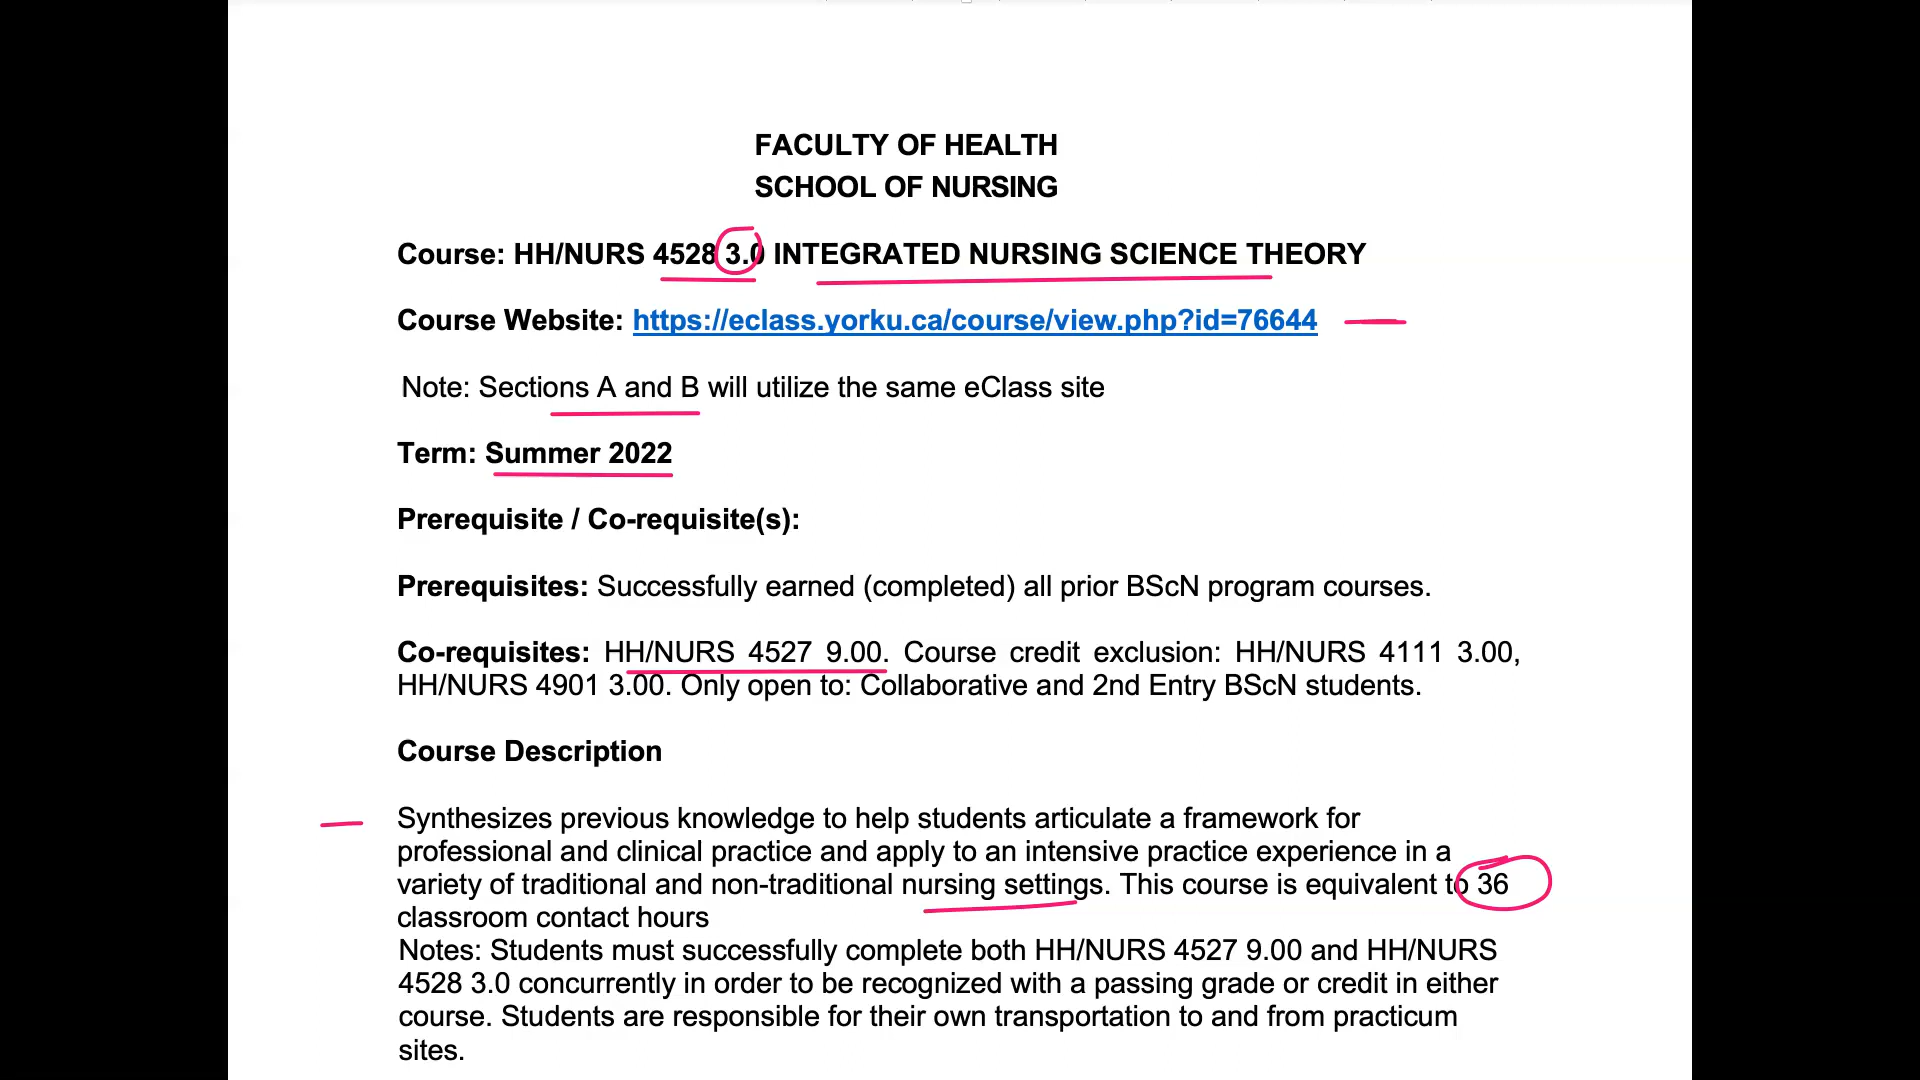 FACULTY OF HEALTH
SCHOOL OF NURSING
Course: HH/NURS 4528 3.0 INTEGRATED NURSING SCIENCE THEORY
Course Website: https://eclass.yorku.ca/course/view.php?id=76644
Note: Sections A and B will utilize the same eClass site
Term: Summer 2022
Prerequisite / Co-requisite(s):
Prerequisites: Successfully earned (completed) all prior BScN program courses.
Co-requisites: HH/NURS 4527 9.00. Course credit exclusion: HH/NURS 4111 3.00,
HH/NURS 4901 3.00. Only open to: Collaborative and 2nd Entry BScN students.
Course Description
Synthesizes previous knowledge to help students articulate a framework for
professional and clinical practice and apply to an intensive practice experience in a
variety of traditional and non-traditional nursing settings. This course is equivalent to 36
classroom contact hours
Notes: Students must successfully complete both HH/NURS 4527 9.00 and HH/NURS
4528 3.0 concurrently in order to be recognized with a passing grade or credit in either
course. Students are responsible for their own transportation to and from practicum
sites.